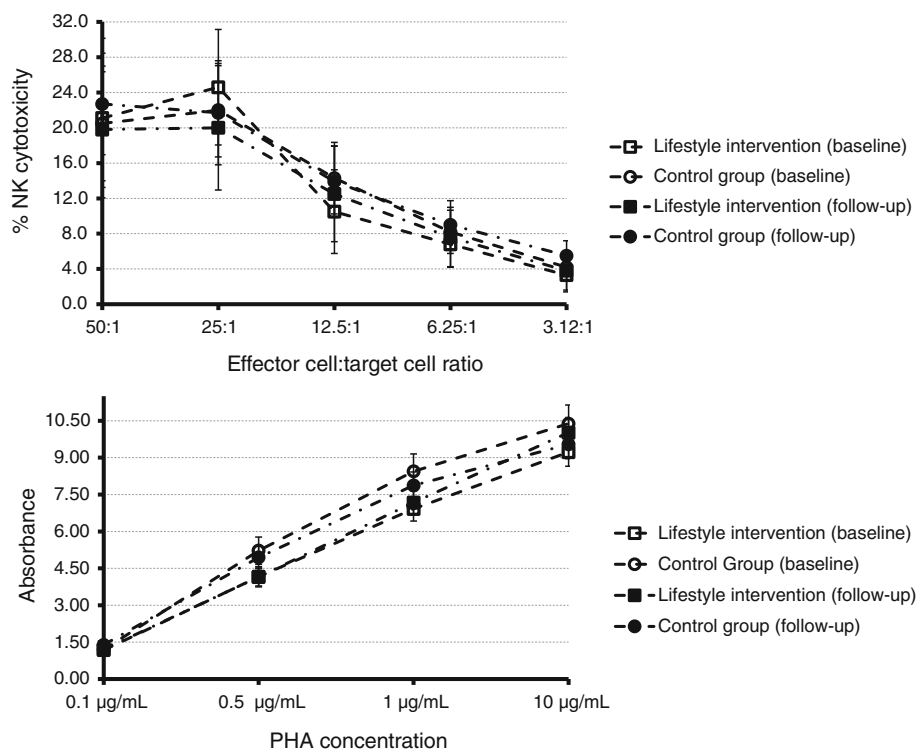 32.0
28.0
24.0
20.0
16.0
12.0
8.0
4.0
0.0
% NK cytotoxicity
50:1 25:1 12.5:1 6.25:1 3.12:1
Effector cell:target cell ratio
Lifestyle intervention (baseline)
Control group (baseline)
Lifestyle intervention (follow-up)
Control group (follow-up)
10.50
9.00
7.50
6.00
4.50
3.00
1.50
0.00
Absorbance
0.1 µg/mL 0.5 µg/mL 1 µg/mL 10 µg/mL
PHA concentration
Lifestyle intervention (baseline)
Control Group (baseline)
Lifestyle intervention (follow-up)
Control group (follow-up)